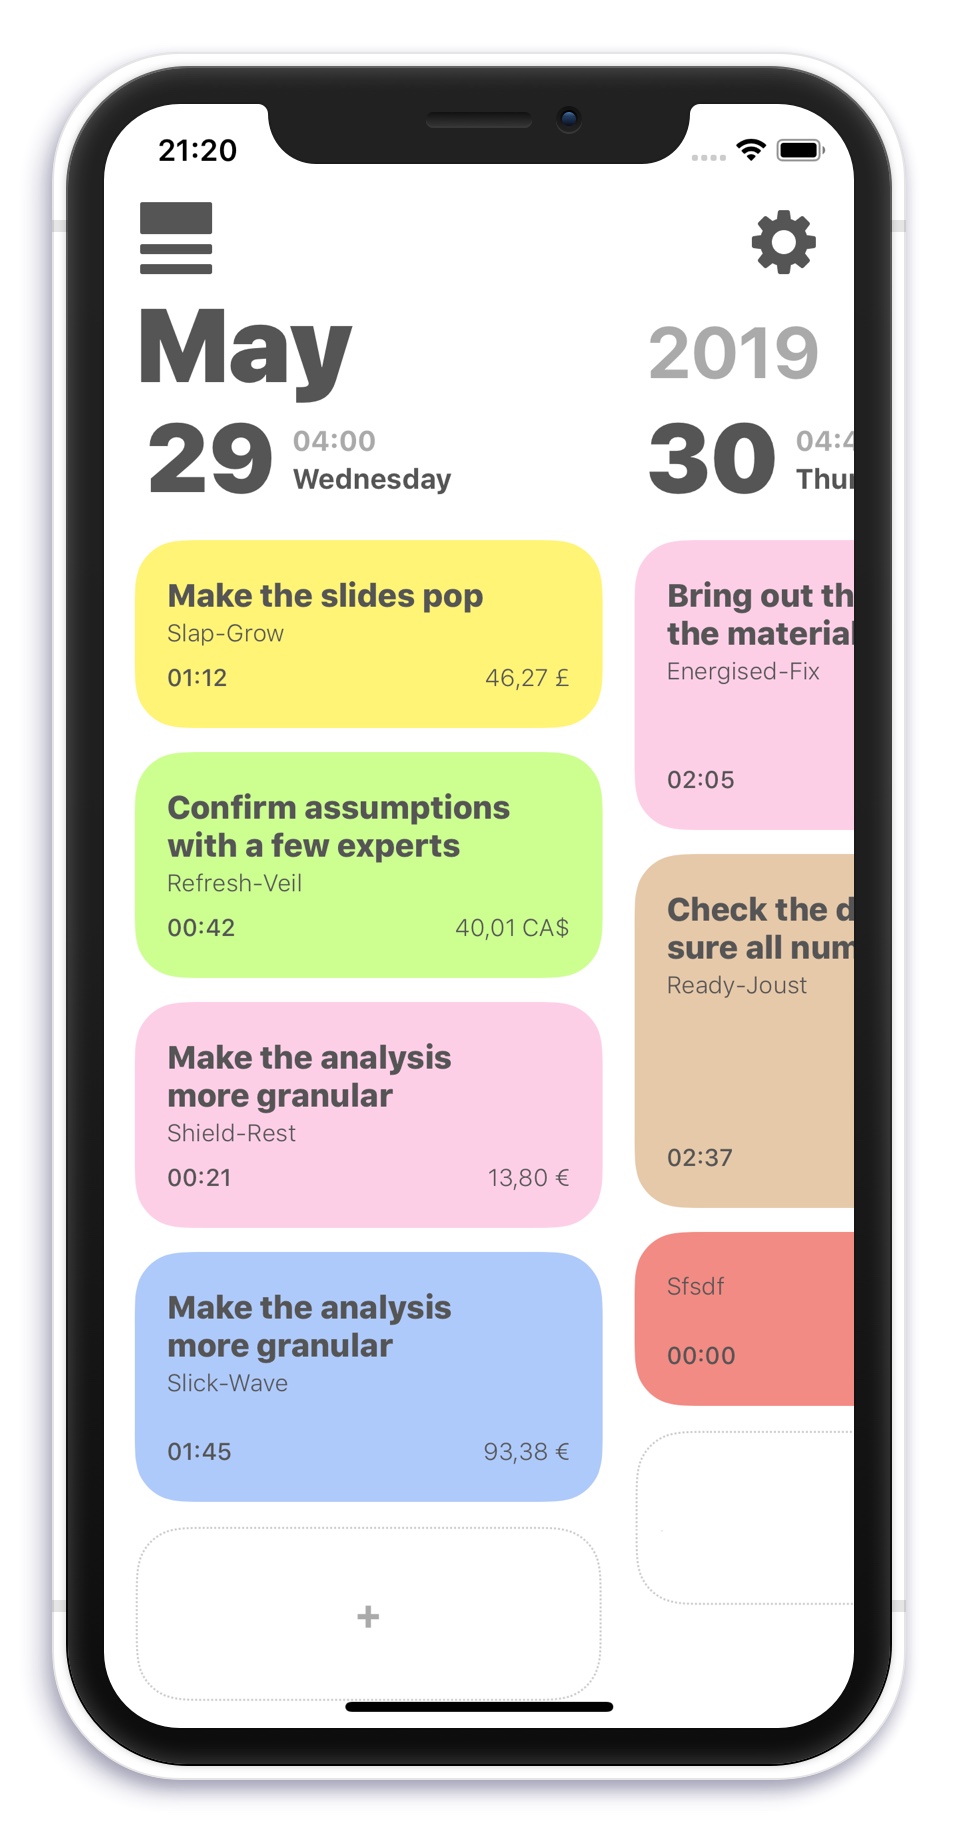 21:20
May
2019
29
04:00
Wednesday
30
04:4
Thur
Make the slides pop
Slap-Grow
01:12
46,27 £
Confirm assumptions
with a few experts
Refresh-Veil
00:42
40,01 CA$
Make the analysis
more granular
Shield-Rest
00:21
13,80 €
Make the analysis
more granular
Slick-Wave
01:45
93,38 €
+
Bring out th
the material
Energised-Fix
02:05
Check the d
sure all num
Ready-Joust
02:37
Sfsdf
00:00